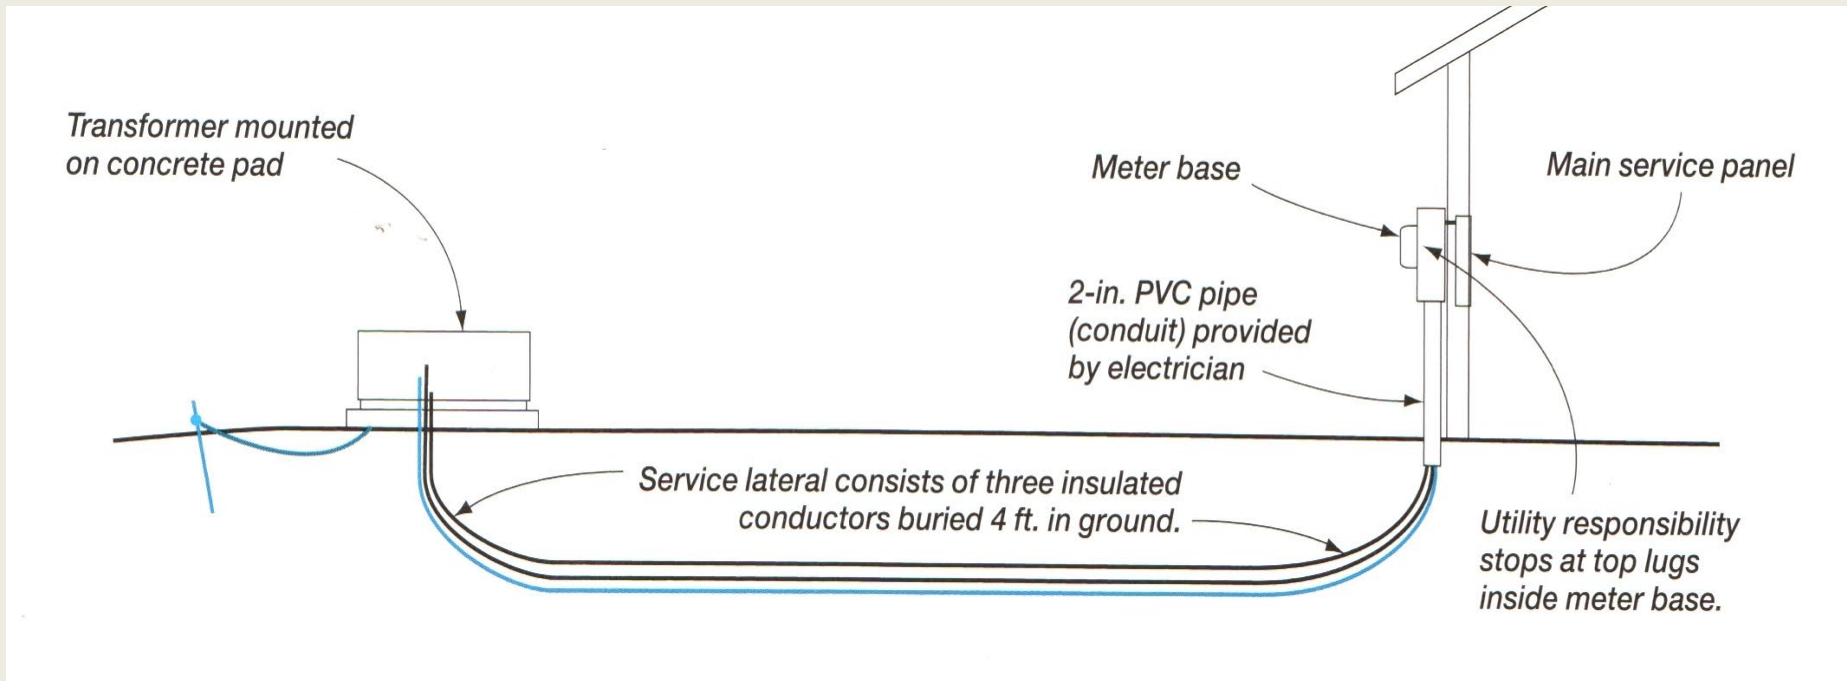 Transformer mounted
on concrete pad
Meter base
Main service panel
2-in. PVC pipe
(conduit) provided
by electrician
Service lateral consists of three insulated
conductors buried 4 ft. in ground.
Utility responsibility
stops at top lugs
inside meter base.